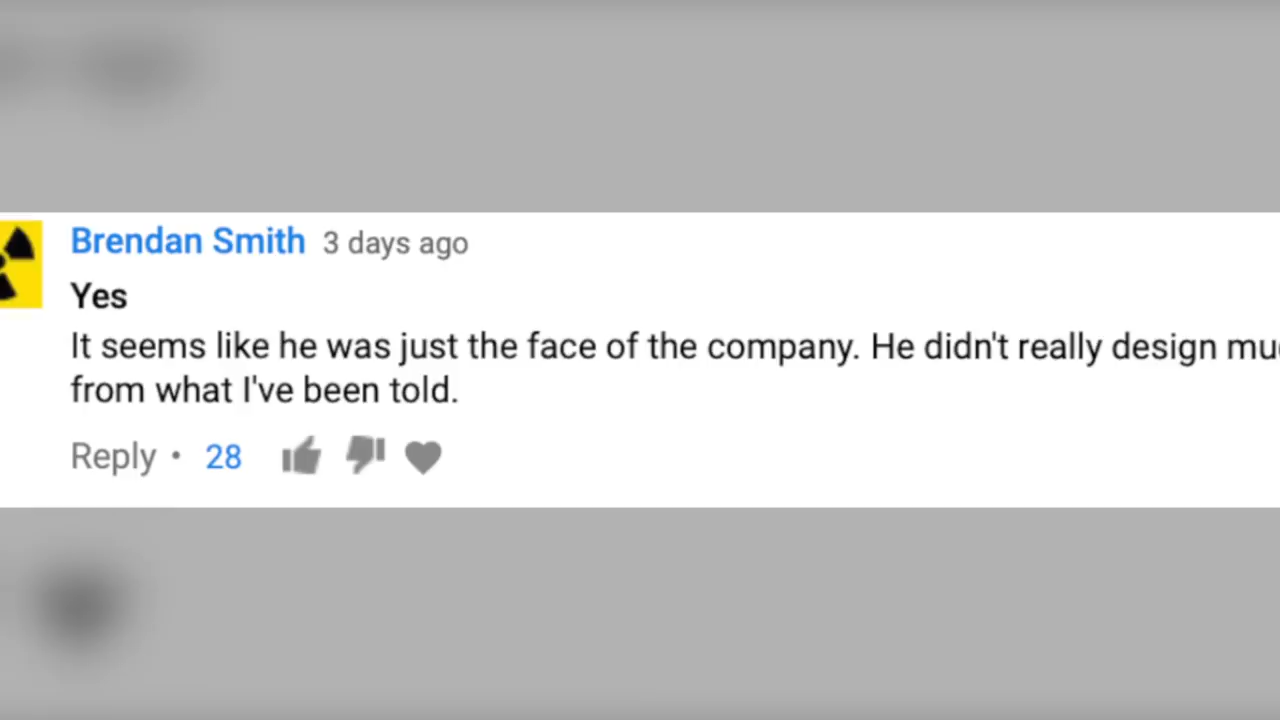 Brendan Smith 3 days ago
Yes
It seems like he was just the face of the company. He didn't really design
from what I've been told.
Reply • 28